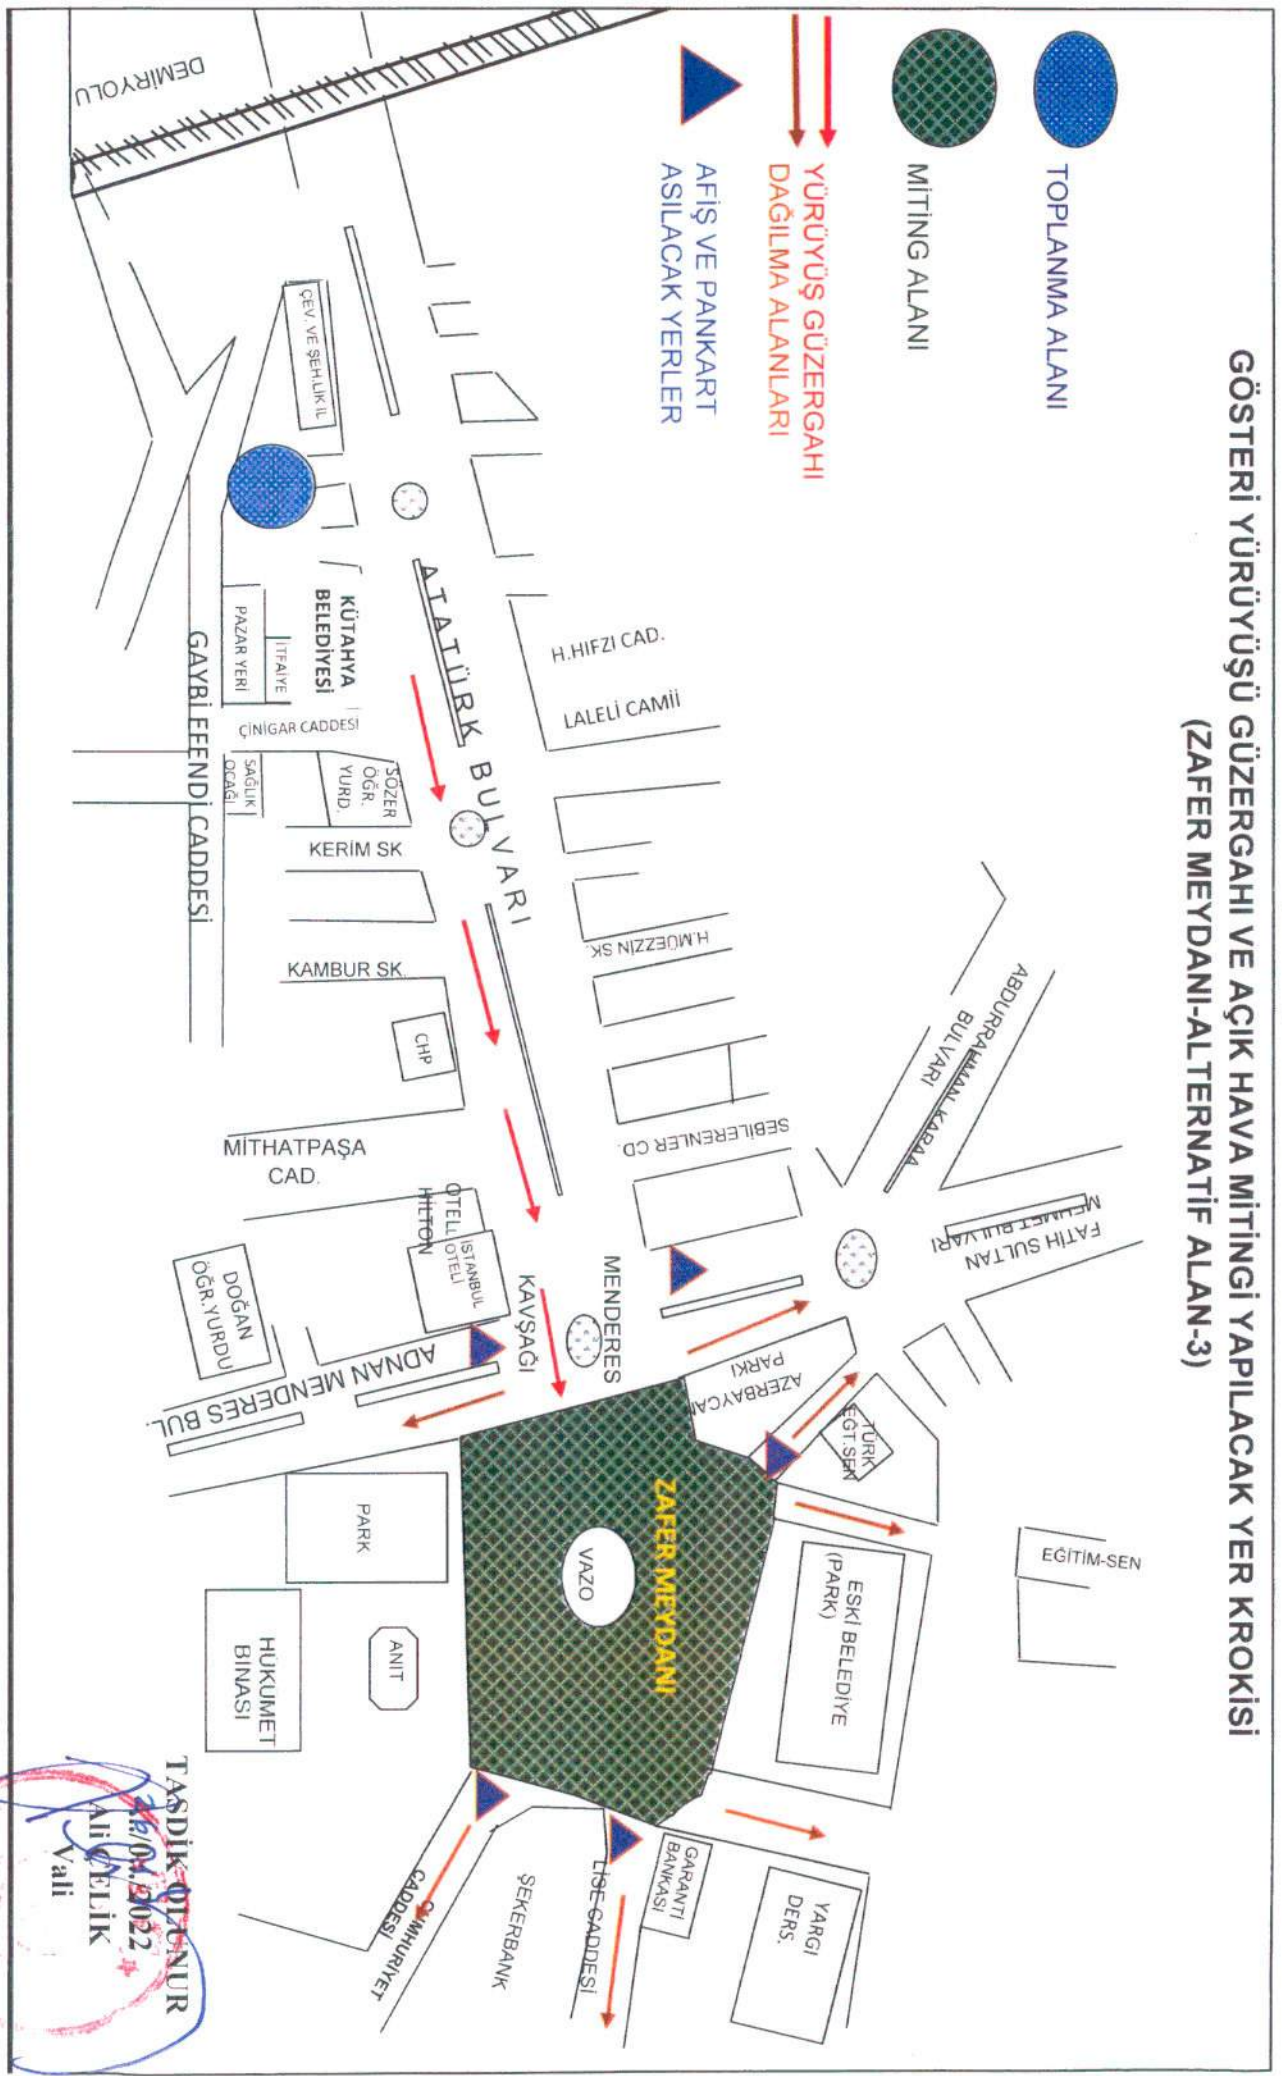 GÖSTERİ YÜRÜYÜŞÜ GÜZERGAHI VE AÇIK HAVA MİTİNGİ YAPILACAK YER KROKİSİ
(ZAFER MEYDANI-ALTERNATİF ALAN-3)
TOPLANMA ALANI
MİTİNG ALANI
YÜRÜYÜŞ GÜZERGAHI
DAĞILMA ALANLARI
AFİŞ VE PANKART
ASILACAK YERLER
DEMİRYOLU
EĞİTİM-SEN
ABDURRAHMAN KARAA
BULVARI
FATİH SULTAN
MEHMET BULVARI
H.HIFZI CAD.
LALELİ CAMİİ
H.MÜEZZİN SK.
SEBİLERENLER CD.
AZERBAYCAN
PARKI
TÜRK
EĞT.SEN
ESKİ BELEDİYE
(PARK)
YARGI
DERS.
ATATÜRK BULVARI
MENDERES
KAVŞAĞI
ZAFER MEYDANI
VAZO
GARANTİ
BANKASI
LİSE CADDESİ
ŞEKERBANK
CUMHURİYET
CADDESİ
ÇEV. VE ŞEH.LİK İL
KÜTAHYA
BELEDİYESİ
İTFAİYE
PAZAR YERİ
ÇİNİGAR CADDESİ
SÖZER
ÖĞR.
YURD.
SAĞLIK
OCAĞI
KERİM SK
KAMBUR SK.
CHP
MİTHATPAŞA
CAD.
İSTANBUL
OTELİ
OTELL
HİLTON
DOĞAN
ÖĞR.YURDU
ADNAN MENDERES BUL.
PARK
ANIT
HÜKUMET
BİNASI
GAYBİ EFENDİ CADDESİ
TASDİK OLUNUR
/2022
Ali ÇELİK
Vali